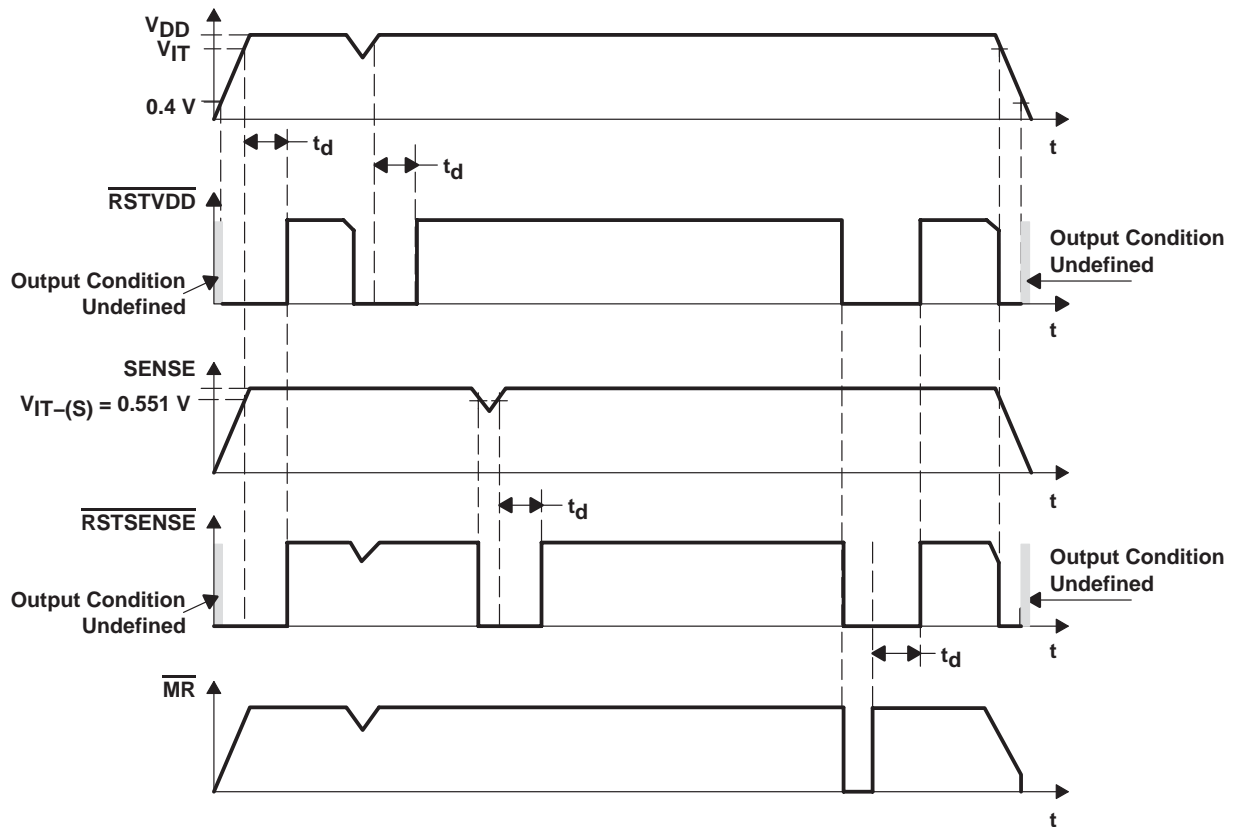 VDD
VIT
0.4 V
t
td
td
RSTVDD
Output Condition
Undefined
Output Condition
Undefined
t
SENSE
VIT–(S) = 0.551 V
t
td
RSTSENSE
Output Condition
Undefined
Output Condition
Undefined
t
td
MR
t